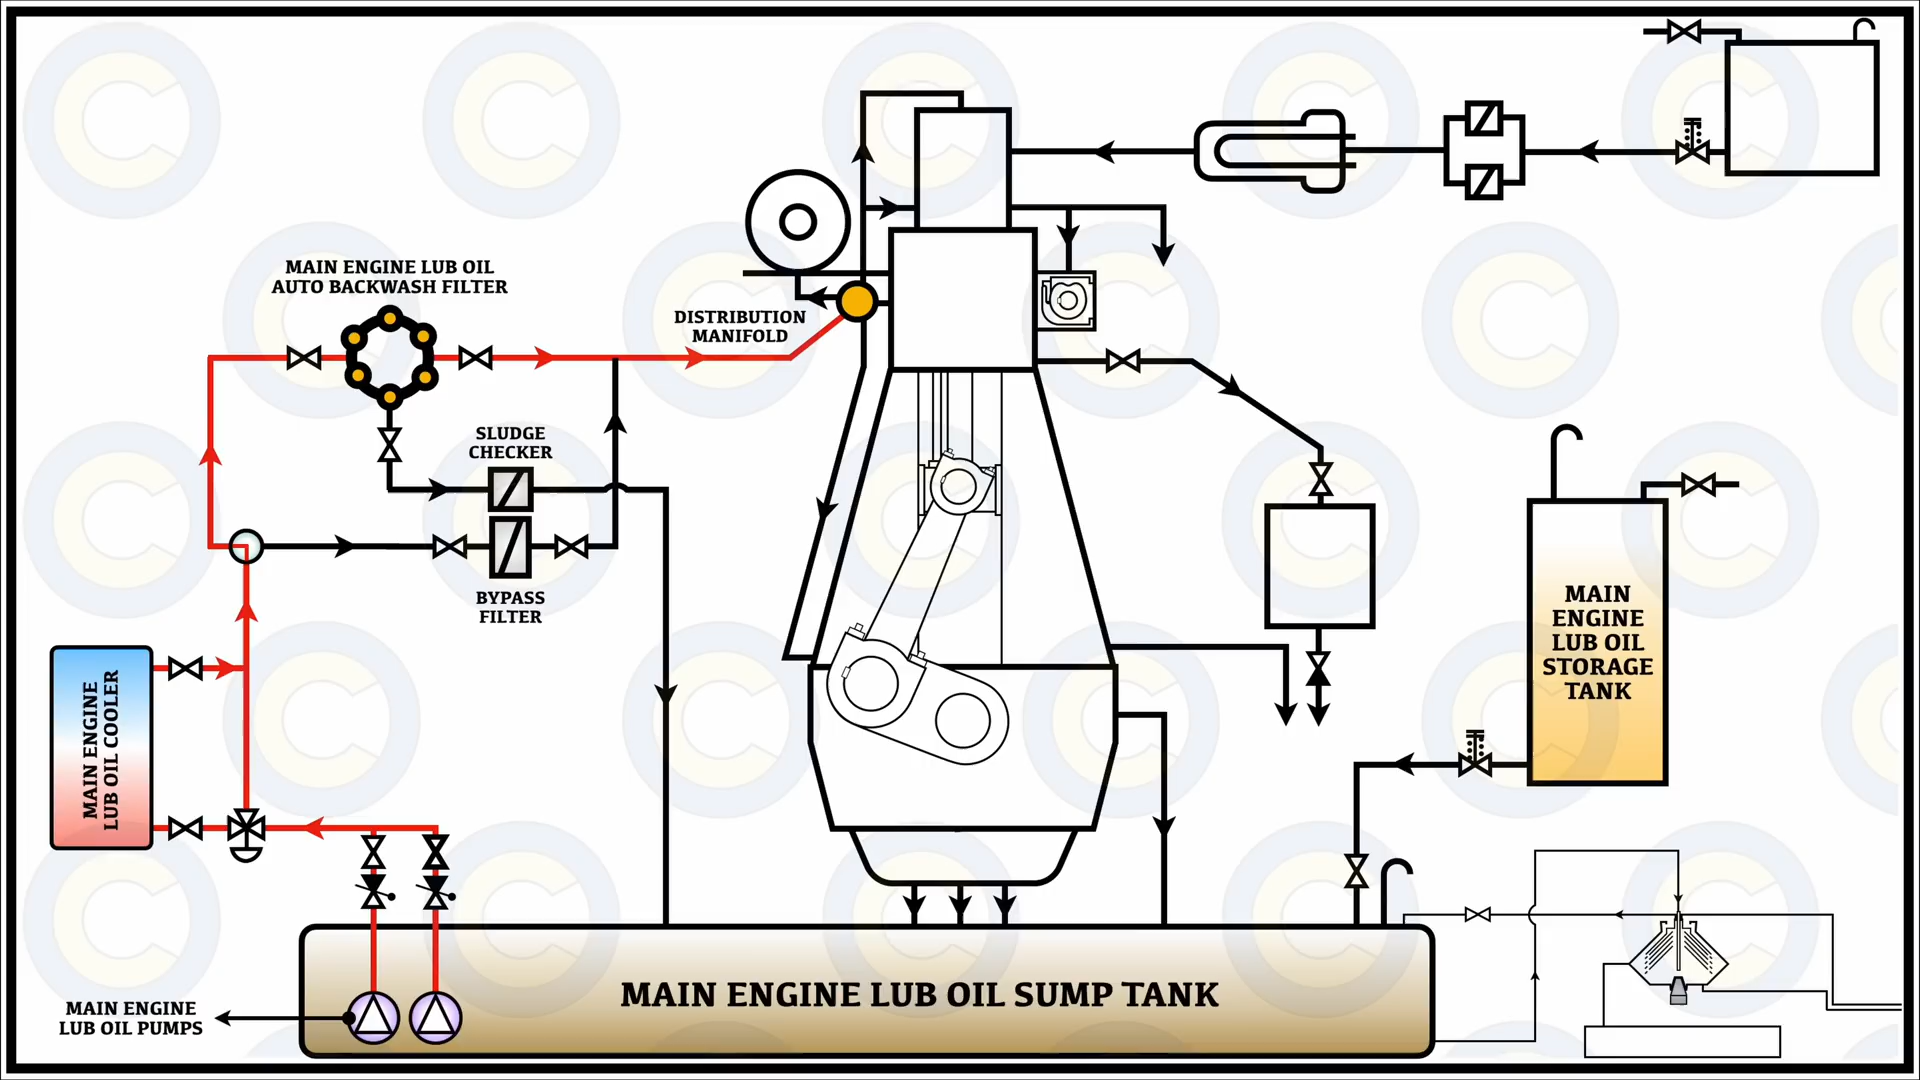 MAIN ENGINE LUB OIL
AUTO BACKWASH FILTER
DISTRIBUTION
MANIFOLD
SLUDGE
CHECKER
BYPASS
FILTER
MAIN ENGINE
LUB OIL COOLER
MAIN
ENGINE
LUB OIL
STORAGE
TANK
MAIN ENGINE LUB OIL SUMP TANK
MAIN ENGINE
LUB OIL PUMPS